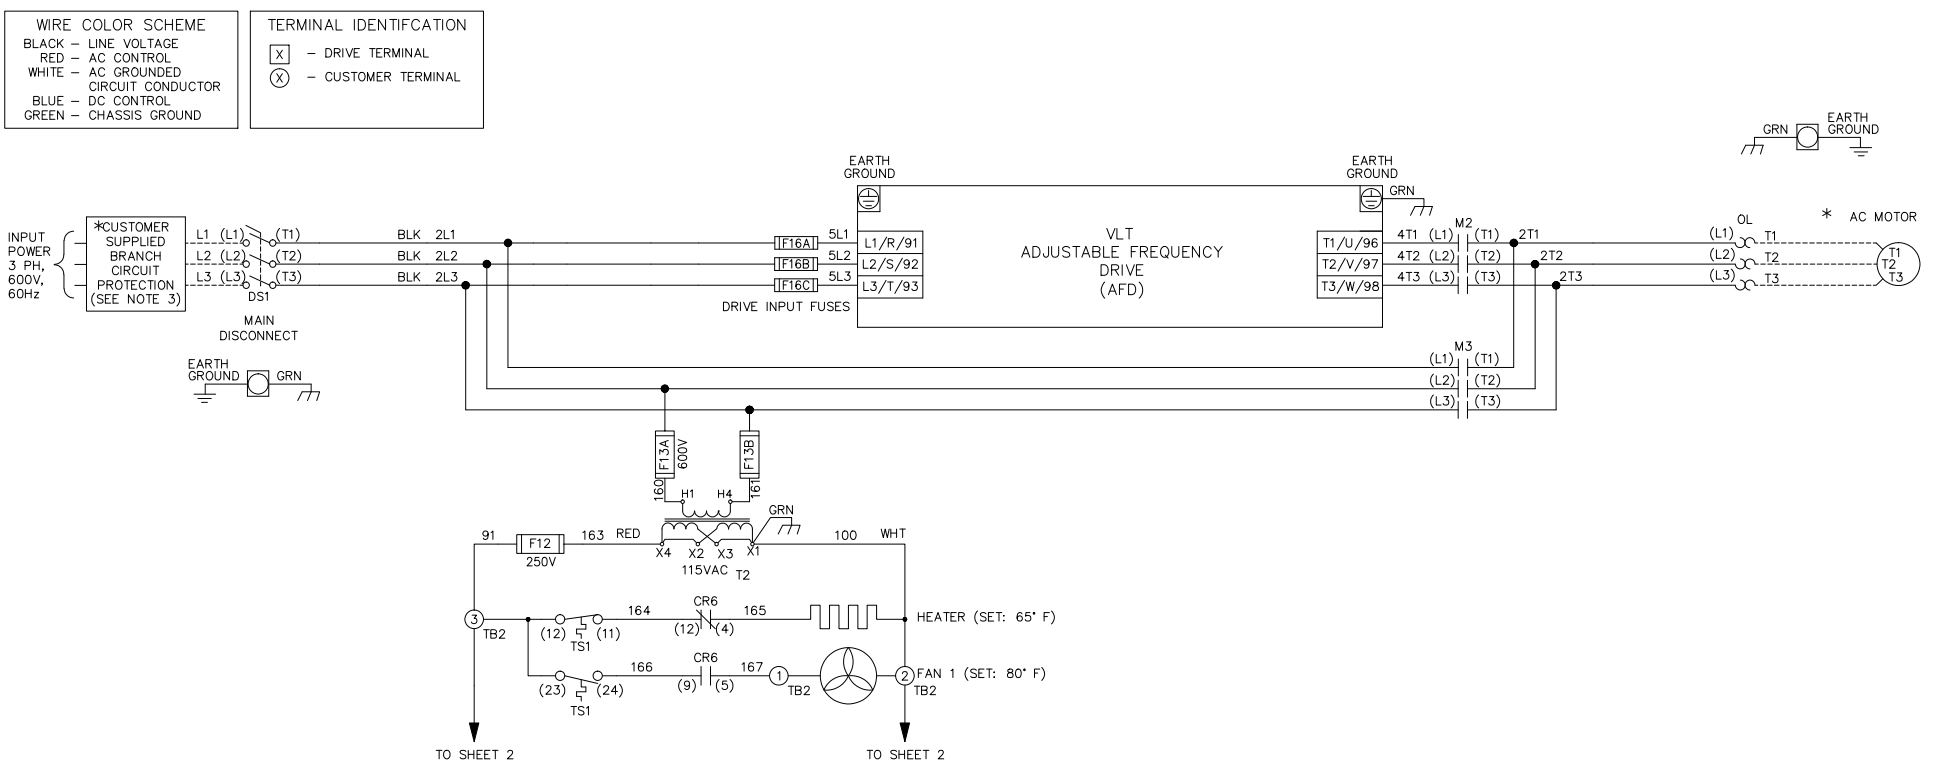 WIRE COLOR SCHEME
BLACK – LINE VOLTAGE
RED – AC CONTROL
WHITE – AC GROUNDED
CIRCUIT CONDUCTOR
BLUE – DC CONTROL
GREEN – CHASSIS GROUND
TERMINAL IDENTIFCATION
X – DRIVE TERMINAL
X – CUSTOMER TERMINAL
INPUT
POWER
3 PH,
600V,
60Hz
*CUSTOMER
SUPPLIED
BRANCH
CIRCUIT
PROTECTION
(SEE NOTE 3)
L1 (L1) (T1) BLK 2L1
L2 (L2) (T2) BLK 2L2
L3 (L3) (T3) BLK 2L3
DS1
MAIN
DISCONNECT
EARTH
GROUND GRN
F16A 5L1
F16B 5L2
F16C 5L3
DRIVE INPUT FUSES
EARTH
GROUND
L1/R/91
L2/S/92
L3/T/93
VLT
ADJUSTABLE FREQUENCY
DRIVE
(AFD)
EARTH
GROUND
GRN
T1/U/96
T2/V/97
T3/W/98
M2
4T1 (L1) (T1) 2T1
4T2 (L2) (T2) 2T2
4T3 (L3) (T3) 2T3
M3
(L1) (T1)
(L2) (T2)
(L3) (T3)
GRN EARTH
GROUND
OL
(L1) T1
(L2) T2
(L3) T3
* AC MOTOR
T1
T2
T3
F13A
600V
F13B
160
161
H1 H4
GRN
91 F12 163 RED
250V
X4 X2 X3 X1
115VAC T2
100 WHT
3
TB2
(12) (11)
TS1
164
CR6
(12) (4)
165
HEATER (SET: 65° F)
(23) (24)
TS1
166
CR6
(9) (5)
167
1
TB2
2
TB2
FAN 1 (SET: 80° F)
TO SHEET 2
TO SHEET 2